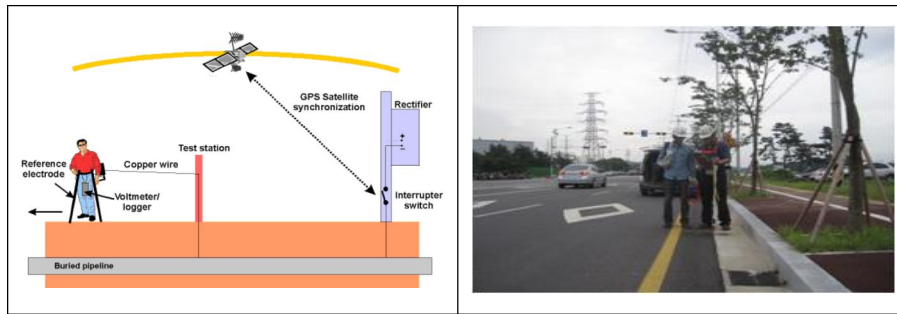 GPS Satellite
synchronization
Rectifier
+
–
Test station
Reference
electrode
Copper wire
Voltmeter/
logger
Interrupter
switch
Buried pipeline